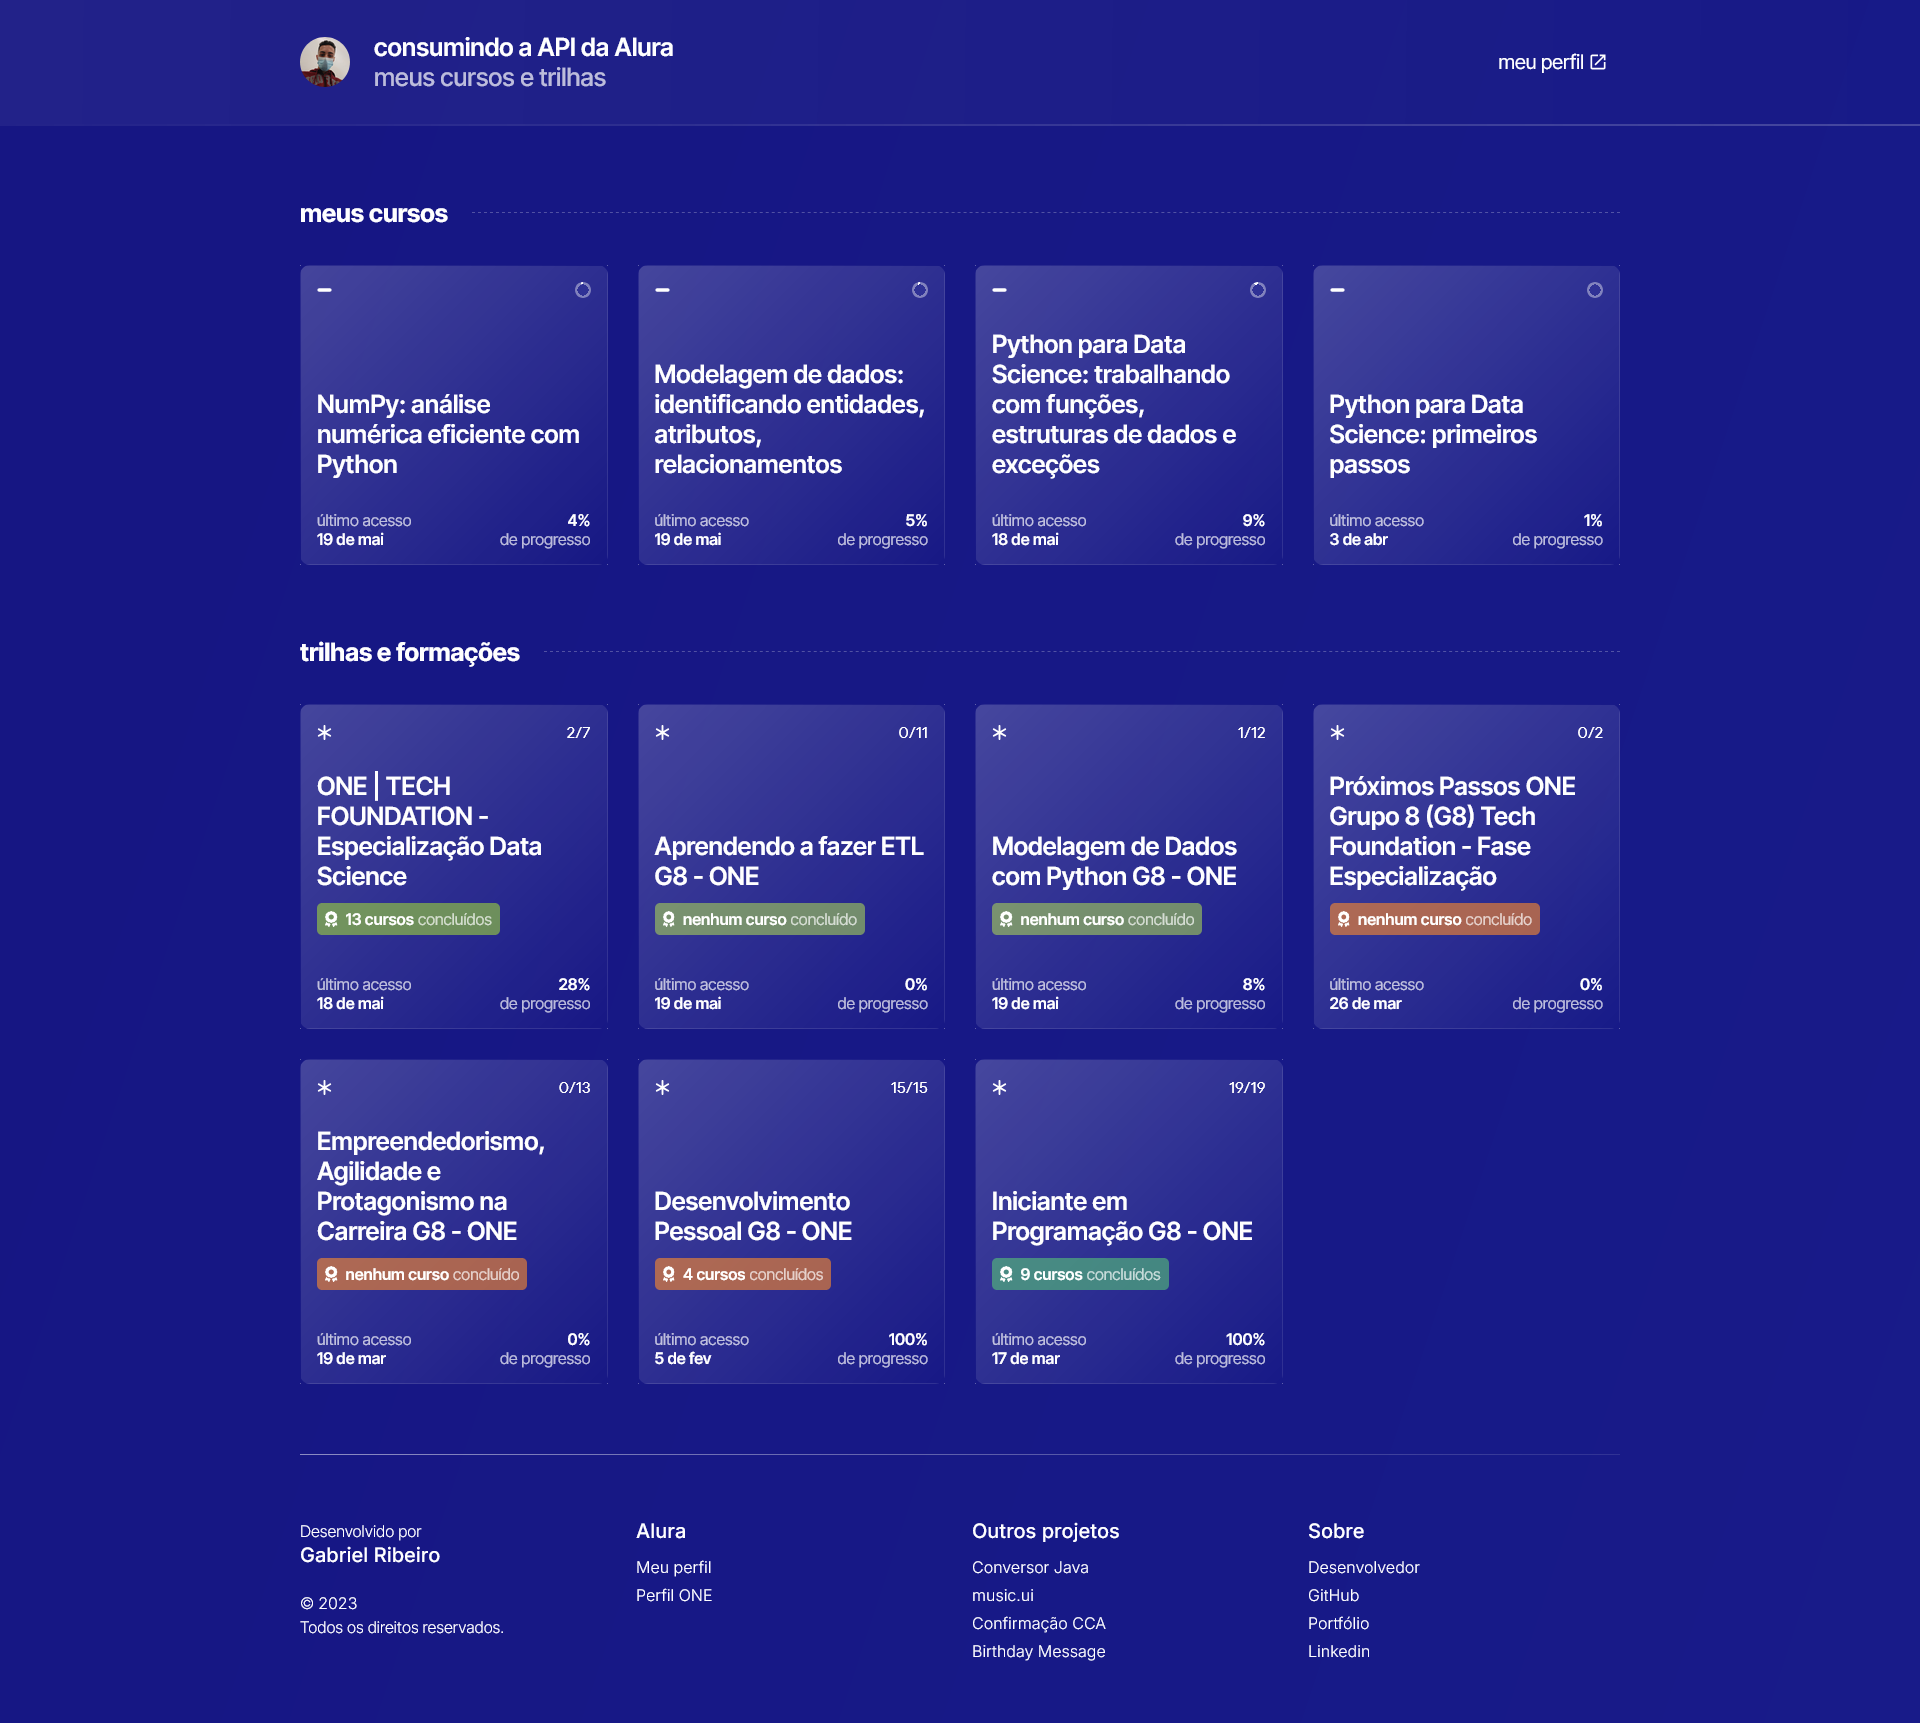 consumindo a API da Alura
meus cursos e trilhas
meu perfil
meus cursos
NumPy: análise
numérica eficiente com
Python
último acesso
19 de mai
4%
de progresso
Modelagem de dados:
identificando entidades,
atributos,
relacionamentos
último acesso
19 de mai
5%
de progresso
Python para Data
Science: trabalhando
com funções,
estruturas de dados e
exceções
último acesso
18 de mai
9%
de progresso
Python para Data
Science: primeiros
passos
último acesso
3 de abr
1%
de progresso
trilhas e formações
2/7
ONE | TECH
FOUNDATION -
Especialização Data
Science
13 cursos concluídos
último acesso
18 de mai
28%
de progresso
0/11
Aprendendo a fazer ETL
G8 - ONE
nenhum curso concluído
último acesso
19 de mai
0%
de progresso
1/12
Modelagem de Dados
com Python G8 - ONE
nenhum curso concluído
último acesso
19 de mai
8%
de progresso
0/2
Próximos Passos ONE
Grupo 8 (G8) Tech
Foundation - Fase
Especialização
nenhum curso concluído
último acesso
26 de mar
0%
de progresso
0/13
Empreendedorismo,
Agilidade e
Protagonismo na
Carreira G8 - ONE
nenhum curso concluído
último acesso
19 de mar
0%
de progresso
15/15
Desenvolvimento
Pessoal G8 - ONE
4 cursos concluídos
último acesso
5 de fev
100%
de progresso
19/19
Iniciante em
Programação G8 - ONE
9 cursos concluídos
último acesso
17 de mar
100%
de progresso
Desenvolvido por
Gabriel Ribeiro
© 2023
Todos os direitos reservados.
Alura
Meu perfil
Perfil ONE
Outros projetos
Conversor Java
music.ui
Confirmação CCA
Birthday Message
Sobre
Desenvolvedor
GitHub
Portfólio
Linkedin